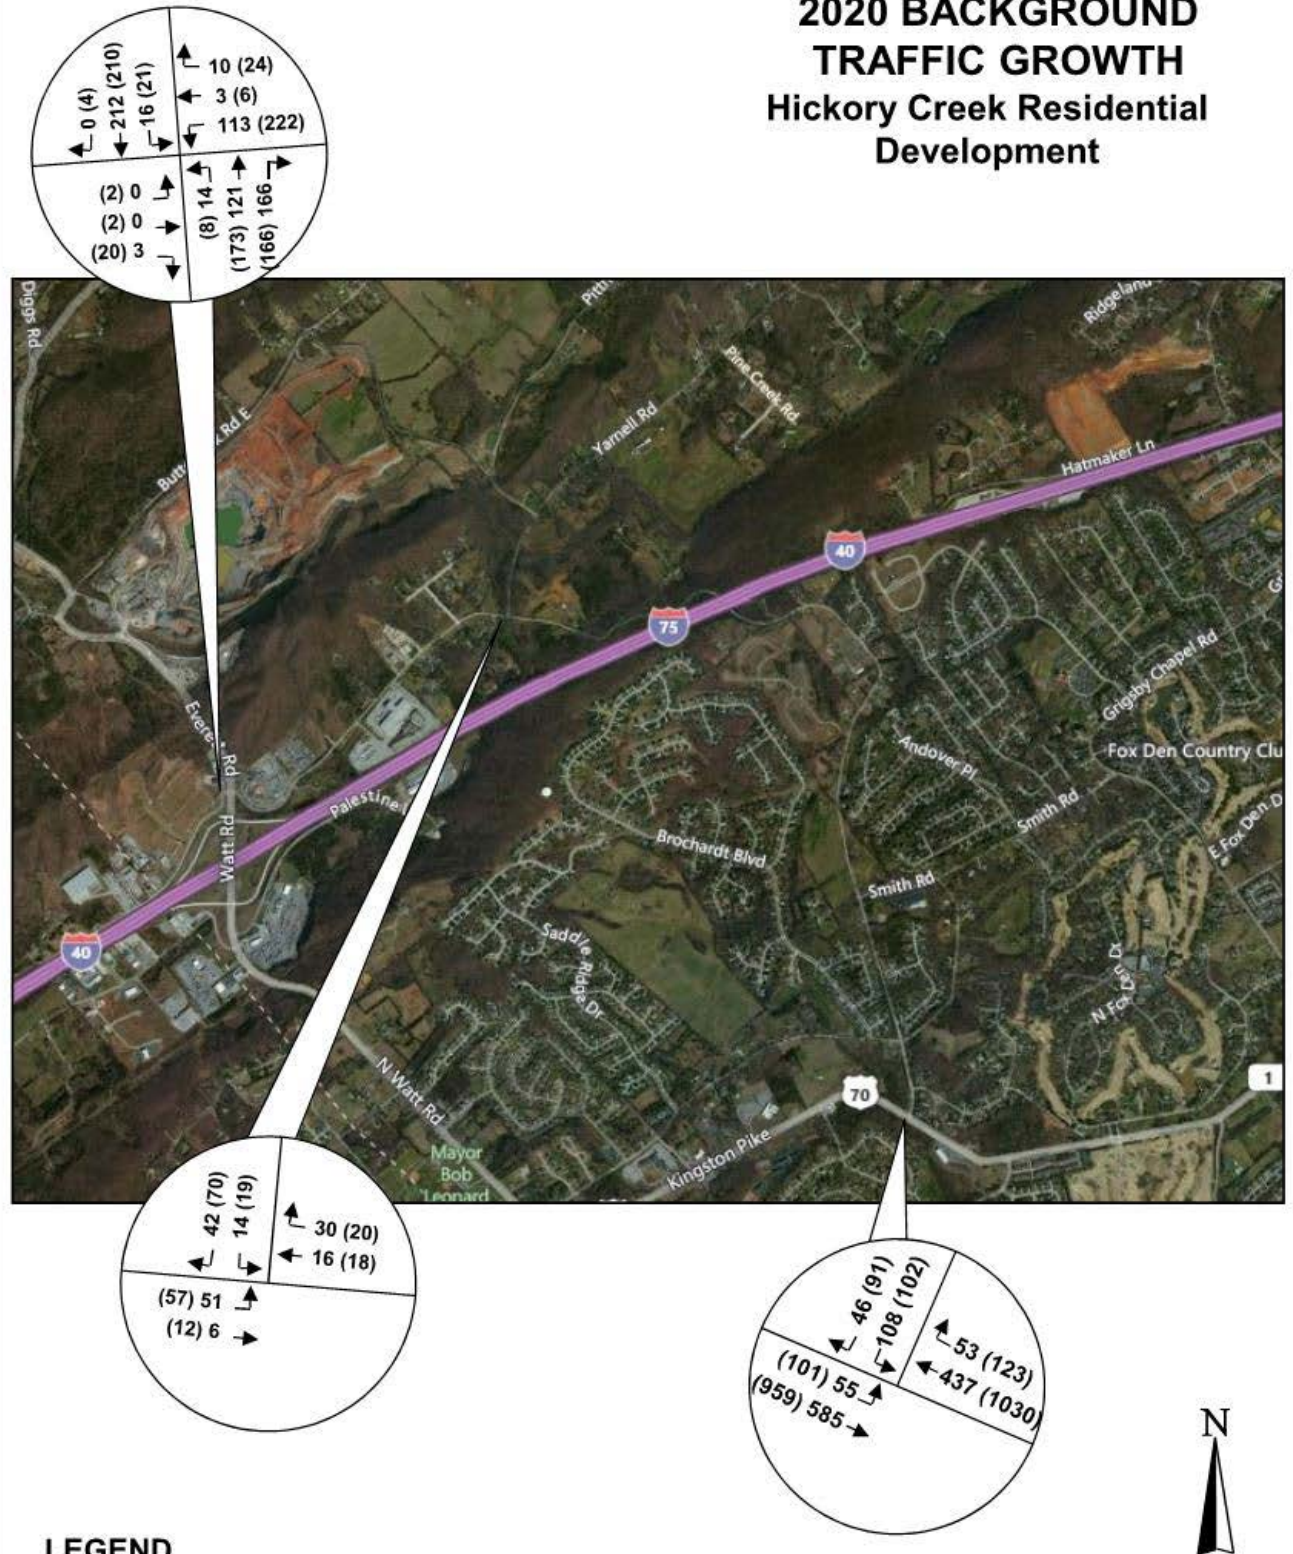 2020 BACKGROUND
TRAFFIC GROWTH
Hickory Creek Residential
Development
0 (4)
212 (210)
16 (21)
10 (24)
3 (6)
113 (222)
(2) 0
(2) 0
(20) 3
(8) 14
(173) 121
(166) 166
Diggs Rd
Ridgeland
Pine Creek Rd
Yarnell Rd
Rd E
Hatmaker Ln
40
75
Grigsby Chapel Rd
Rd
Andover Pl
Fox Den Country Clu
Palestine
Smith Rd
E Fox Den D
Watt Rd
Brochardt Blvd
Smith Rd
40
Saddle Ridge Dr
N Fox Den Dr
N Watt Rd
70
1
Kingston Pike
Mayor
Bob
Leonard
42 (70)
14 (19)
30 (20)
16 (18)
(57) 51
(12) 6
46 (91)
108 (102)
53 (123)
437 (1030)
(101) 55
(959) 585
N
LEGEND